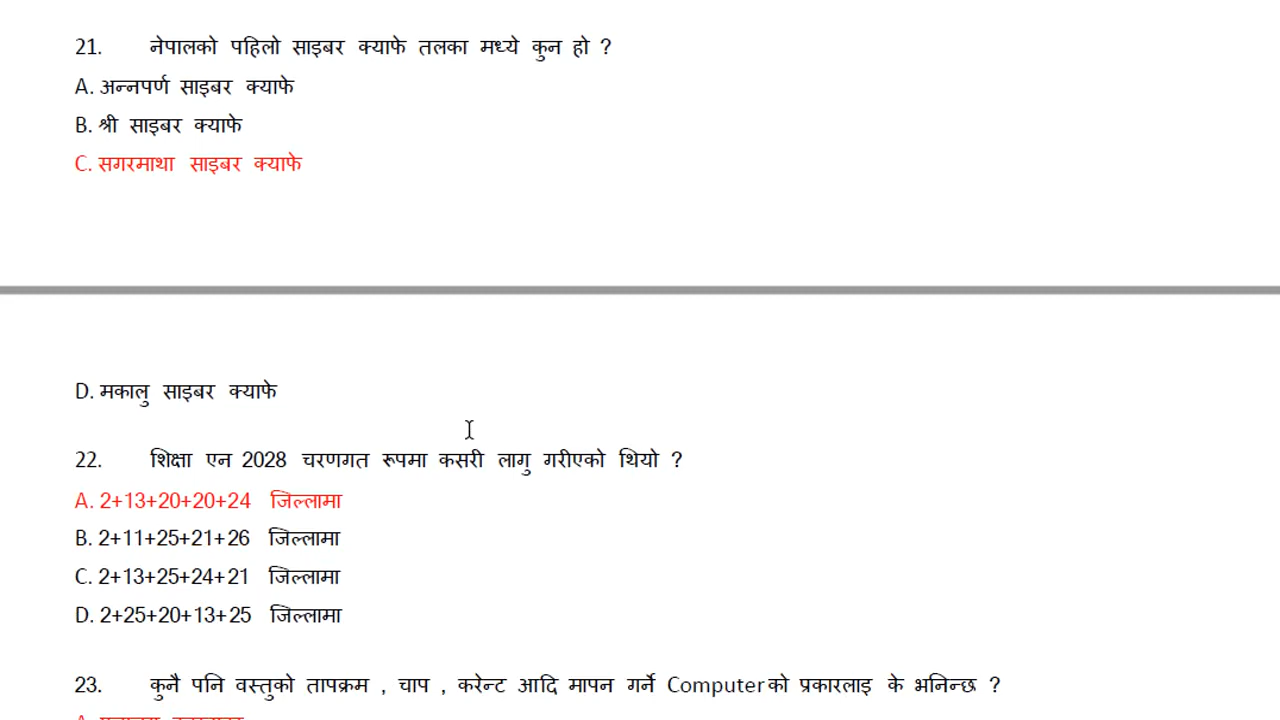 21. नेपालको पहिलो साइबर क्याफे तलका मध्ये कुन हो ?
A. अन्नपर्ण साइबर क्याफे
B. श्री साइबर क्याफे
C. सगरमाथा साइबर क्याफे
D. मकालु साइबर क्याफे
22. शिक्षा एन 2028 चरणगत रूपमा कसरी लागु गरीएको थियो ?
A. 2+13+20+20+24 जिल्लामा
B. 2+11+25+21+26 जिल्लामा
C. 2+13+25+24+21 जिल्लामा
D. 2+25+20+13+25 जिल्लामा
23. कुनै पनि वस्तुको तापक्रम , चाप , करेन्ट आदि मापन गर्ने Computerको प्रकारलाइ के भनिन्छ ?
A.